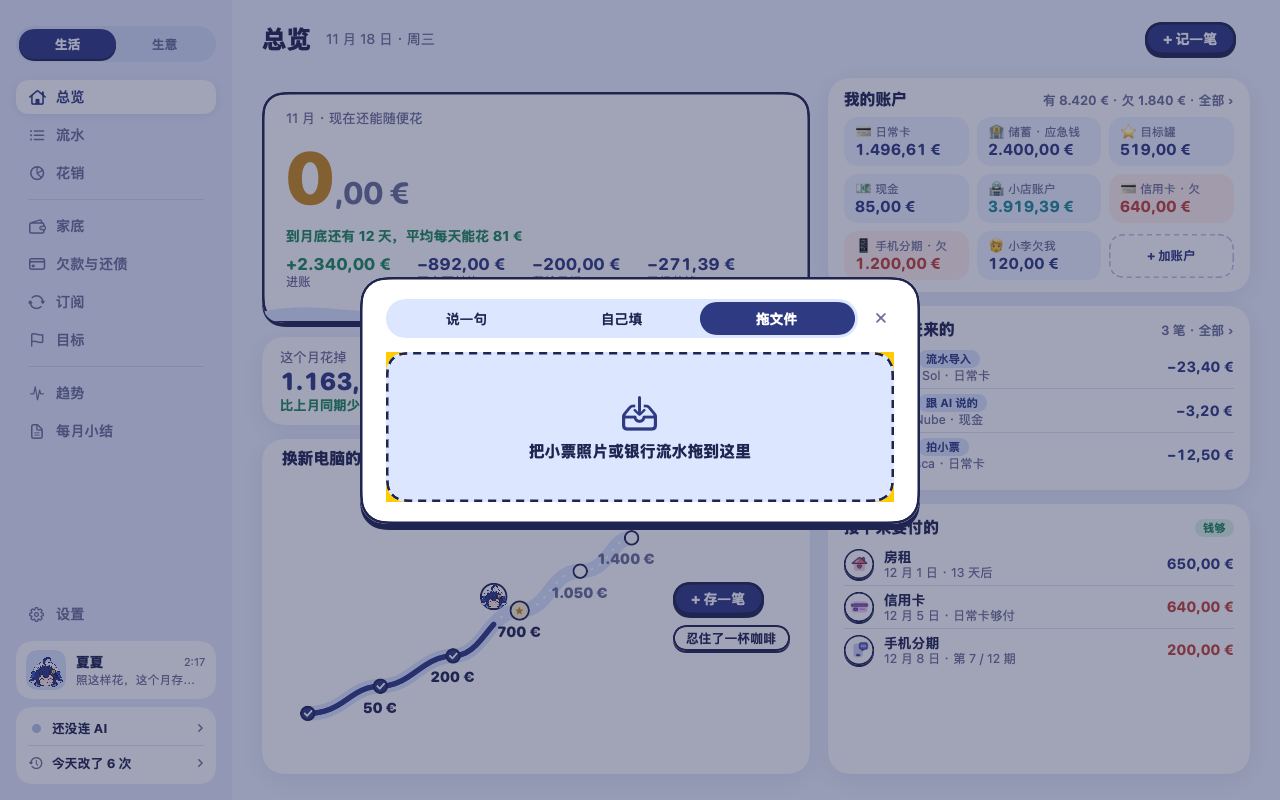 生活
生意
总览
流水
花销
家底
欠款与还债
订阅
目标
趋势
每月小结
设置
夏夏
2:17
照这样花，这个月存…
还没连 AI
今天改了 6 次
总览
11 月 18 日 · 周三
+ 记一笔
11 月 · 现在还能随便花
0,00 €
到月底还有 12 天，平均每天能花 81 €
+2.340,00 €
−892,00 €
−200,00 €
−271,39 €
进账
这个月花掉
1.163,
比上月同期少
换新电脑的
1.400 €
1.050 €
700 €
200 €
50 €
+ 存一笔
忍住了一杯咖啡
说一句
自己填
拖文件
把小票照片或银行流水拖到这里
我的账户
有 8.420 € · 欠 1.840 € · 全部 ›
日常卡
1.496,61 €
储蓄 · 应急钱
2.400,00 €
目标罐
519,00 €
现金
85,00 €
小店账户
3.919,39 €
信用卡 · 欠
640,00 €
手机分期 · 欠
1.200,00 €
小李欠我
120,00 €
+ 加账户
来的
3 笔 · 全部 ›
流水导入
Sol · 日常卡
−23,40 €
跟 AI 说的
Nube · 现金
−3,20 €
拍小票
ca · 日常卡
−12,50 €
接下来要付的
钱够
房租
12 月 1 日 · 13 天后
650,00 €
信用卡
12 月 5 日 · 日常卡够付
640,00 €
手机分期
12 月 8 日 · 第 7 / 12 期
200,00 €